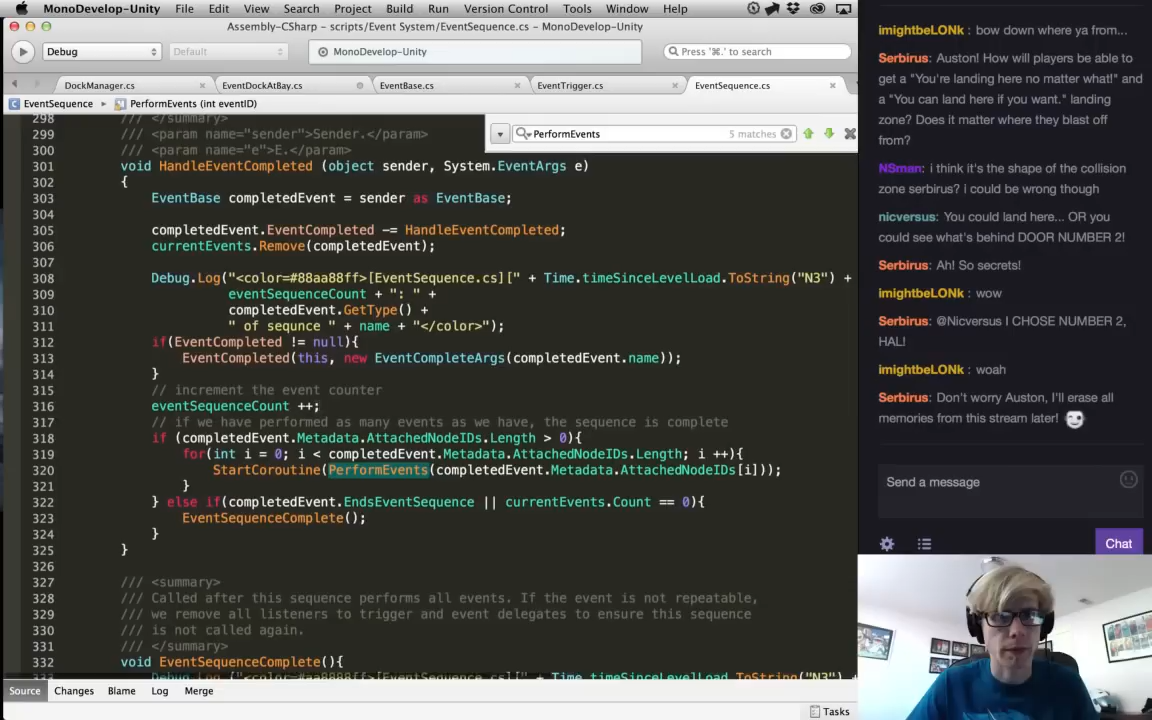 MonoDevelop-Unity File Edit View Search Project Build Run Version Control Tools Window Help
Assembly-CSharp - scripts/Event System/EventSequence.cs - MonoDevelop-Unity
Debug Default MonoDevelop-Unity Press '⌘.' to search
DockManager.cs EventDockAtBay.cs EventBase.cs EventTrigger.cs EventSequence.cs
EventSequence PerformEvents (int eventID)
PerformEvents 5 matches
298 /// </summary>
299 /// <param name="sender">Sender.</param>
300 /// <param name="e">E.</param>
301 void HandleEventCompleted (object sender, System.EventArgs e)
302 {
303 EventBase completedEvent = sender as EventBase;
304
305 completedEvent.EventCompleted -= HandleEventCompleted;
306 currentEvents.Remove(completedEvent);
307
308 Debug.Log("<color=#88aa88ff>[EventSequence.cs][" + Time.timeSinceLevelLoad.ToString("N3") +
309 eventSequenceCount + ": " +
310 completedEvent.GetType() +
311 " of sequnce " + name + "</color>");
312 if(EventCompleted != null){
313 EventCompleted(this, new EventCompleteArgs(completedEvent.name));
314 }
315 // increment the event counter
316 eventSequenceCount ++;
317 // if we have performed as many events as we have, the sequence is complete
318 if (completedEvent.Metadata.AttachedNodeIDs.Length > 0){
319 for(int i = 0; i < completedEvent.Metadata.AttachedNodeIDs.Length; i ++){
320 StartCoroutine(PerformEvents(completedEvent.Metadata.AttachedNodeIDs[i]));
321 }
322 } else if(completedEvent.EndsEventSequence || currentEvents.Count == 0){
323 EventSequenceComplete();
324 }
325 }
326
327 /// <summary>
328 /// Called after this sequence performs all events. If the event is not repeatable,
329 /// we remove all listeners to trigger and event delegates to ensure this sequence
330 /// is not called again.
331 /// </summary>
332 void EventSequenceComplete(){
Source Changes Blame Log Merge
Tasks
imightbeLONk : bow down where ya from...
Serbirus: Auston! How will players be able to
get a "You're landing here no matter what!" and
a "You can land here if you want." landing
zone? Does it matter where they blast off
from?
NSman: i think it's the shape of the collision
zone serbirus? i could be wrong though
nicversus: You could land here... OR you
could see what's behind DOOR NUMBER 2!
Serbirus: Ah! So secrets!
imightbeLONk : wow
Serbirus: @Nicversus I CHOSE NUMBER 2,
HAL!
imightbeLONk : woah
Serbirus: Don't worry Auston, I'll erase all
memories from this stream later!
Send a message
Chat